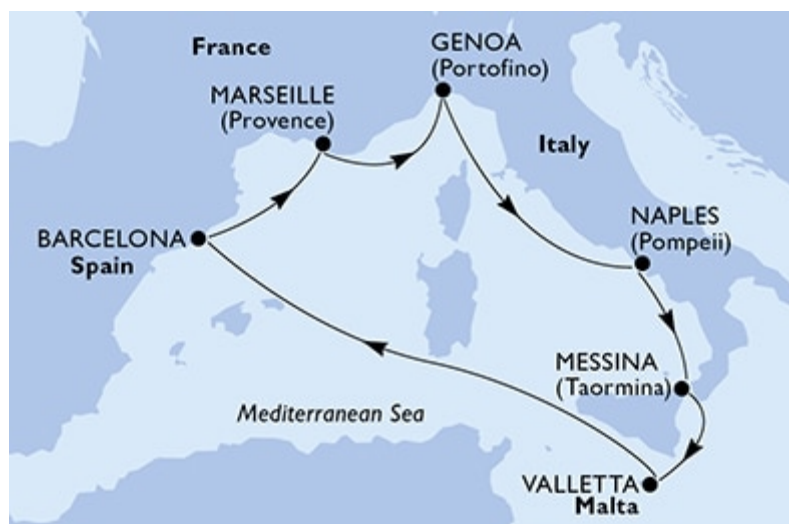 France
GENOA
(Portofino)
MARSEILLE
(Provence)
Italy
NAPLES
(Pompeii)
BARCELONA
Spain
MESSINA
(Taormina)
Mediterranean Sea
VALLETTA
Malta